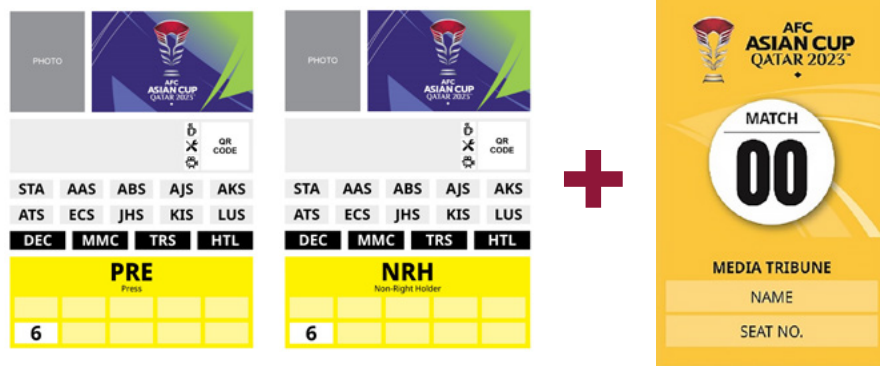 PHOTO
AFC
ASIAN CUP
QATAR 2023™
QR
CODE
STA AAS ABS AJS AKS
ATS ECS JHS KIS LUS
DEC MMC TRS HTL
PRE
Press
6
PHOTO
AFC
ASIAN CUP
QATAR 2023™
QR
CODE
STA AAS ABS AJS AKS
ATS ECS JHS KIS LUS
DEC MMC TRS HTL
NRH
Non-Right Holder
6
AFC
ASIAN CUP
QATAR 2023™
MATCH
00
MEDIA TRIBUNE
NAME
SEAT NO.